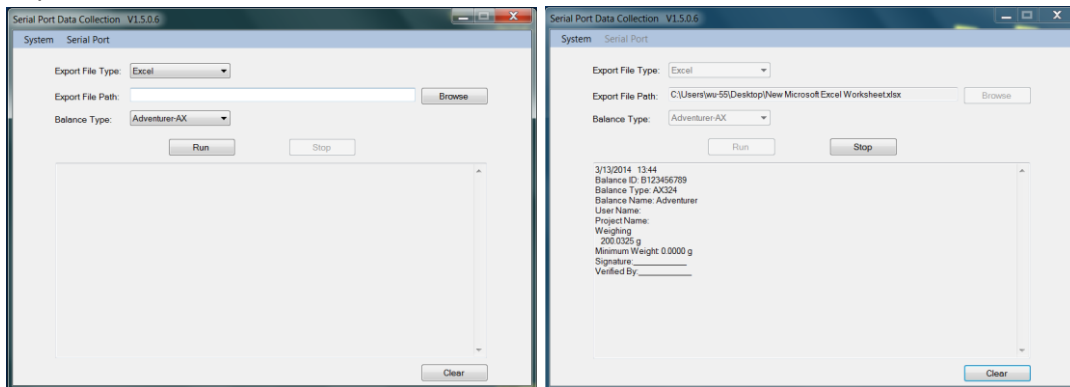 Serial Port Data Collection V1.5.0.6
System Serial Port
Export File Type: Excel
Export File Path: Browse
Balance Type: Adventurer-AX
Run Stop
Clear
Serial Port Data Collection V1.5.0.6
System Serial Port
Export File Type: Excel
Export File Path: C:\Users\wu-55\Desktop\New Microsoft Excel Worksheet.xlsx Browse
Balance Type: Adventurer-AX
Run Stop
3/13/2014 13:44
Balance ID: B123456789
Balance Type: AX324
Balance Name: Adventurer
User Name:
Project Name:
Weighing
200.0325 g
Minimum Weight: 0.0000 g
Signature:____________
Verified By:____________
Clear